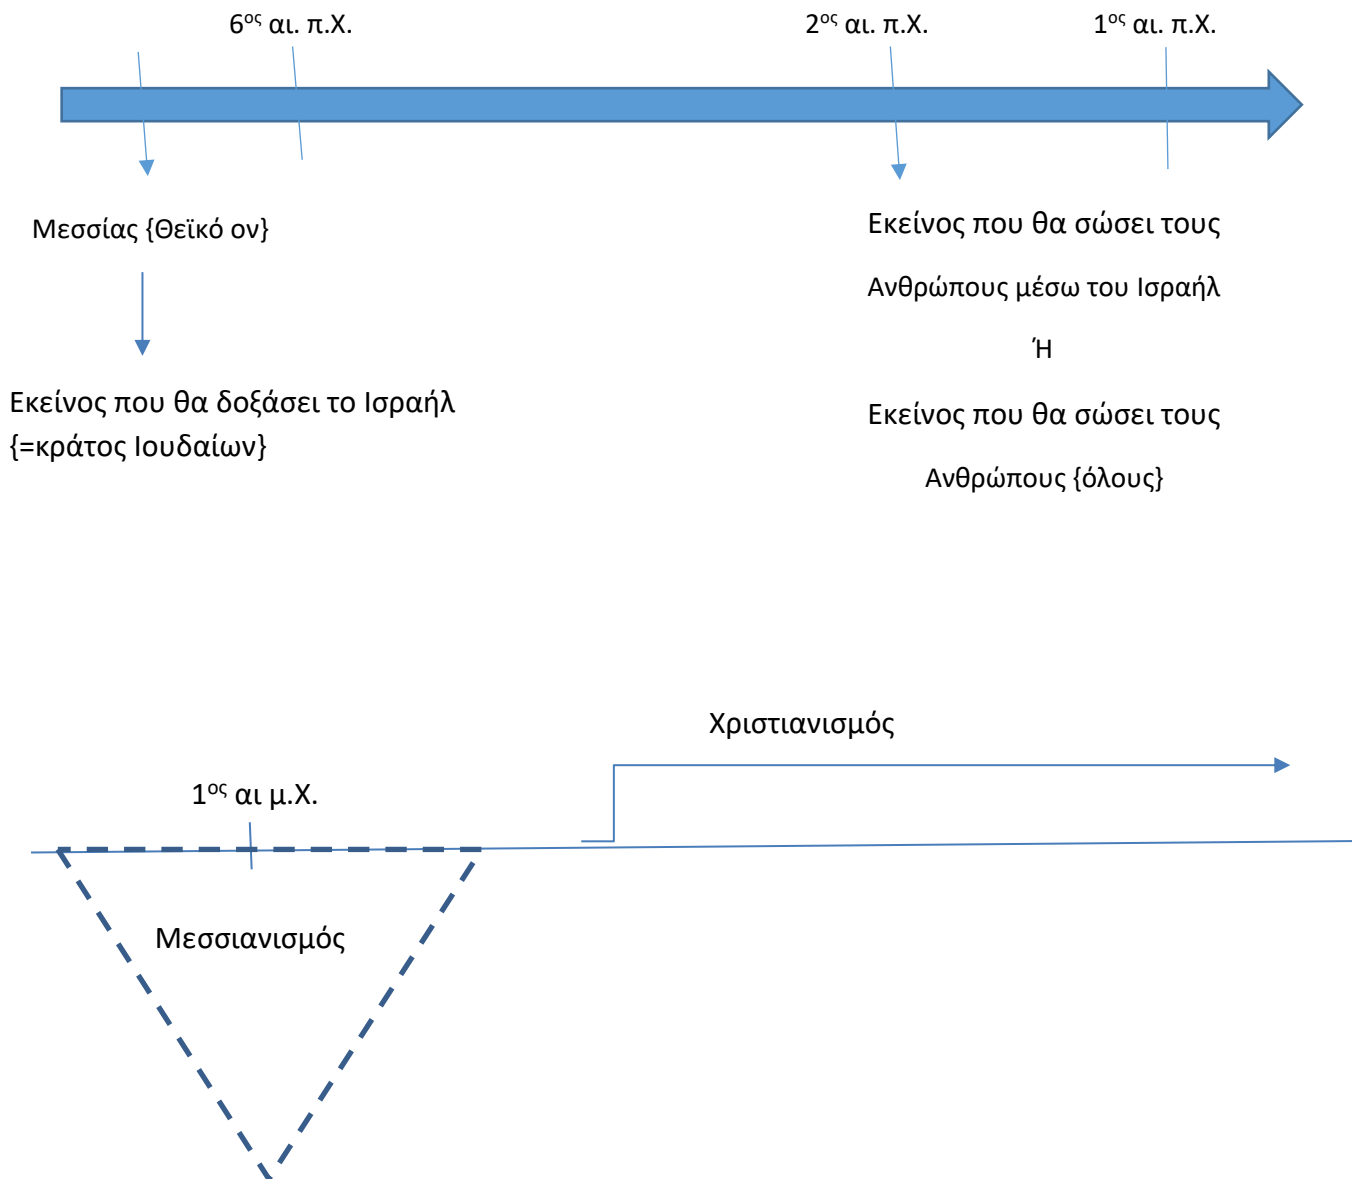 6ος αι. π.Χ.
2ος αι. π.Χ.
1ος αι. π.Χ.
Μεσσίας {Θεϊκό ον}
Εκείνος που θα δοξάσει το Ισραήλ
{=κράτος Ιουδαίων}
Εκείνος που θα σώσει τους
Ανθρώπους μέσω του Ισραήλ
Ή
Εκείνος που θα σώσει τους
Ανθρώπους {όλους}
Χριστιανισμός
1ος αι μ.Χ.
Μεσσιανισμός